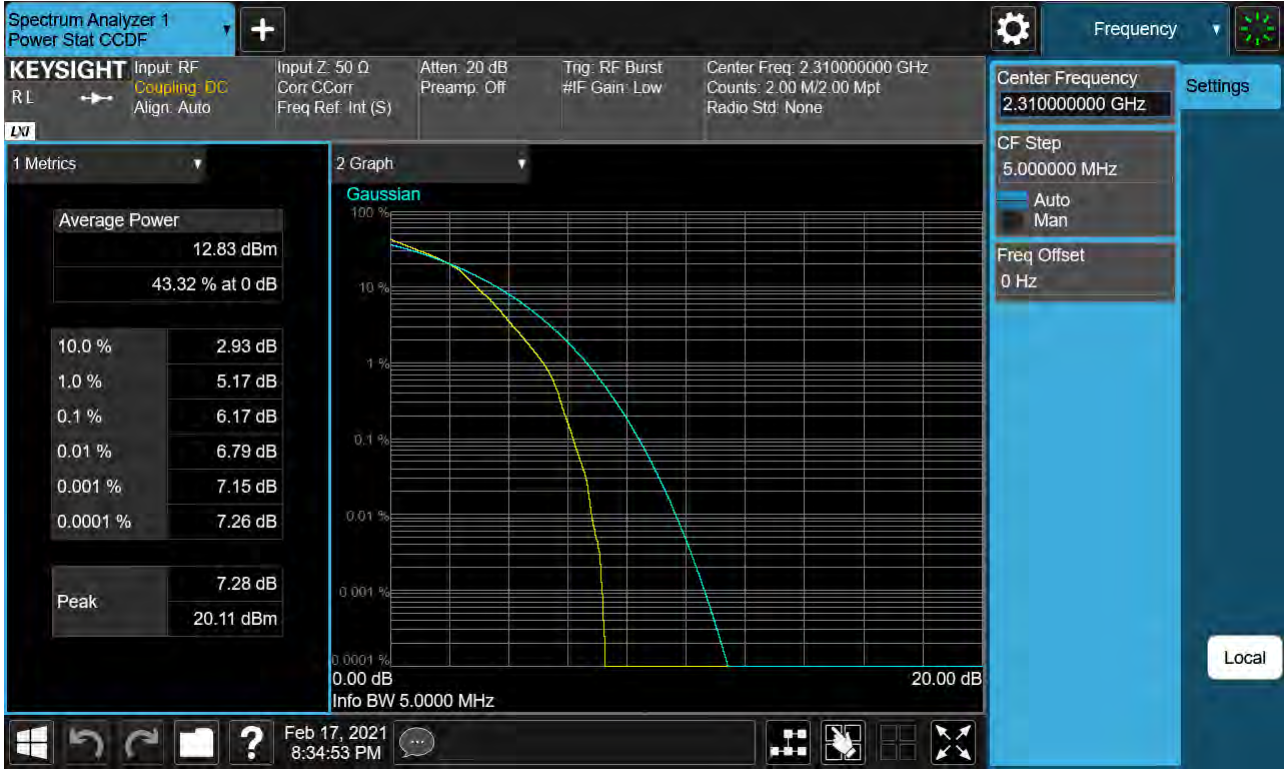 Spectrum Analyzer 1
Power Stat CCDF
+
Frequency
KEYSIGHT
RL
LXI
Input: RF
Coupling: DC
Align: Auto
Input Z: 50 Ω
Corr CCorr
Freq Ref: Int (S)
Atten: 20 dB
Preamp: Off
Trig: RF Burst
#IF Gain: Low
Center Freq: 2.310000000 GHz
Counts: 2.00 M/2.00 Mpt
Radio Std: None
Center Frequency
2.310000000 GHz
Settings
CF Step
5.000000 MHz
Auto
Man
Freq Offset
0 Hz
Local
1 Metrics
Average Power
12.83 dBm
43.32 % at 0 dB
10.0 % 2.93 dB
1.0 % 5.17 dB
0.1 % 6.17 dB
0.01 % 6.79 dB
0.001 % 7.15 dB
0.0001 % 7.26 dB
Peak
7.28 dB
20.11 dBm
2 Graph
Gaussian
100 %
10 %
1 %
0.1 %
0.01 %
0.001 %
0.0001 %
0.00 dB 20.00 dB
Info BW 5.0000 MHz
?
Feb 17, 2021
8:34:53 PM